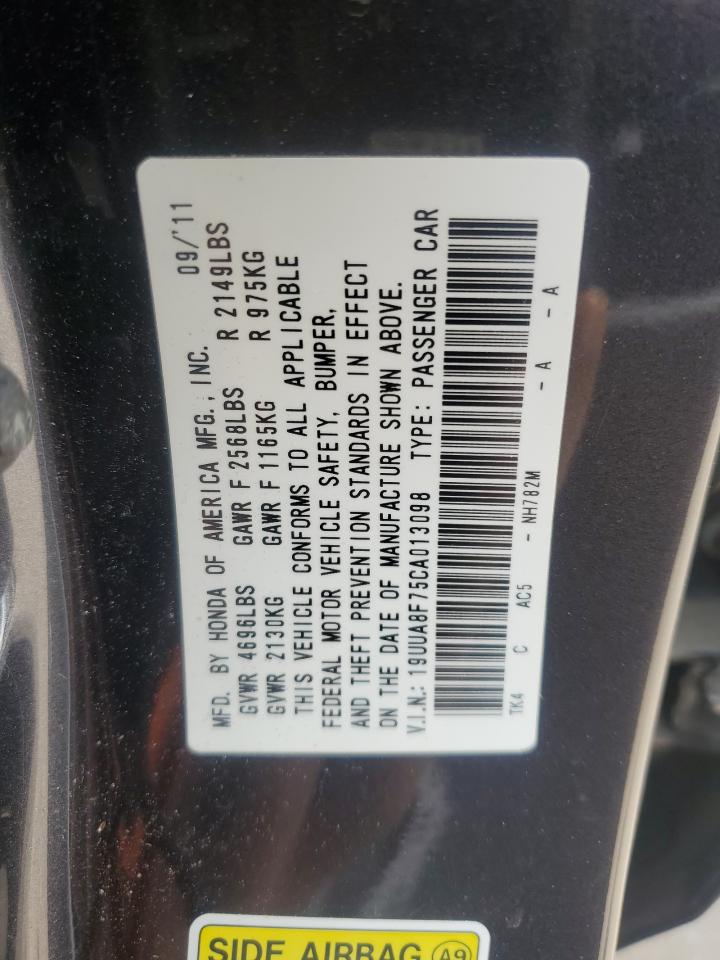 MFD. BY HONDA OF AMERICA MFG., INC. 09/'11
GVWR 4696LBS GAWR F 2568LBS R 2149LBS
GVWR 2130KG GAWR F 1165KG R 975KG
THIS VEHICLE CONFORMS TO ALL APPLICABLE
FEDERAL MOTOR VEHICLE SAFETY, BUMPER,
AND THEFT PREVENTION STANDARDS IN EFFECT
ON THE DATE OF MANUFACTURE SHOWN ABOVE.
V.I.N.: 19UUA8F75CA013098 TYPE: PASSENGER CAR
TK4 C AC5 - NH782M - A - A
SIDE AIRBAG A9